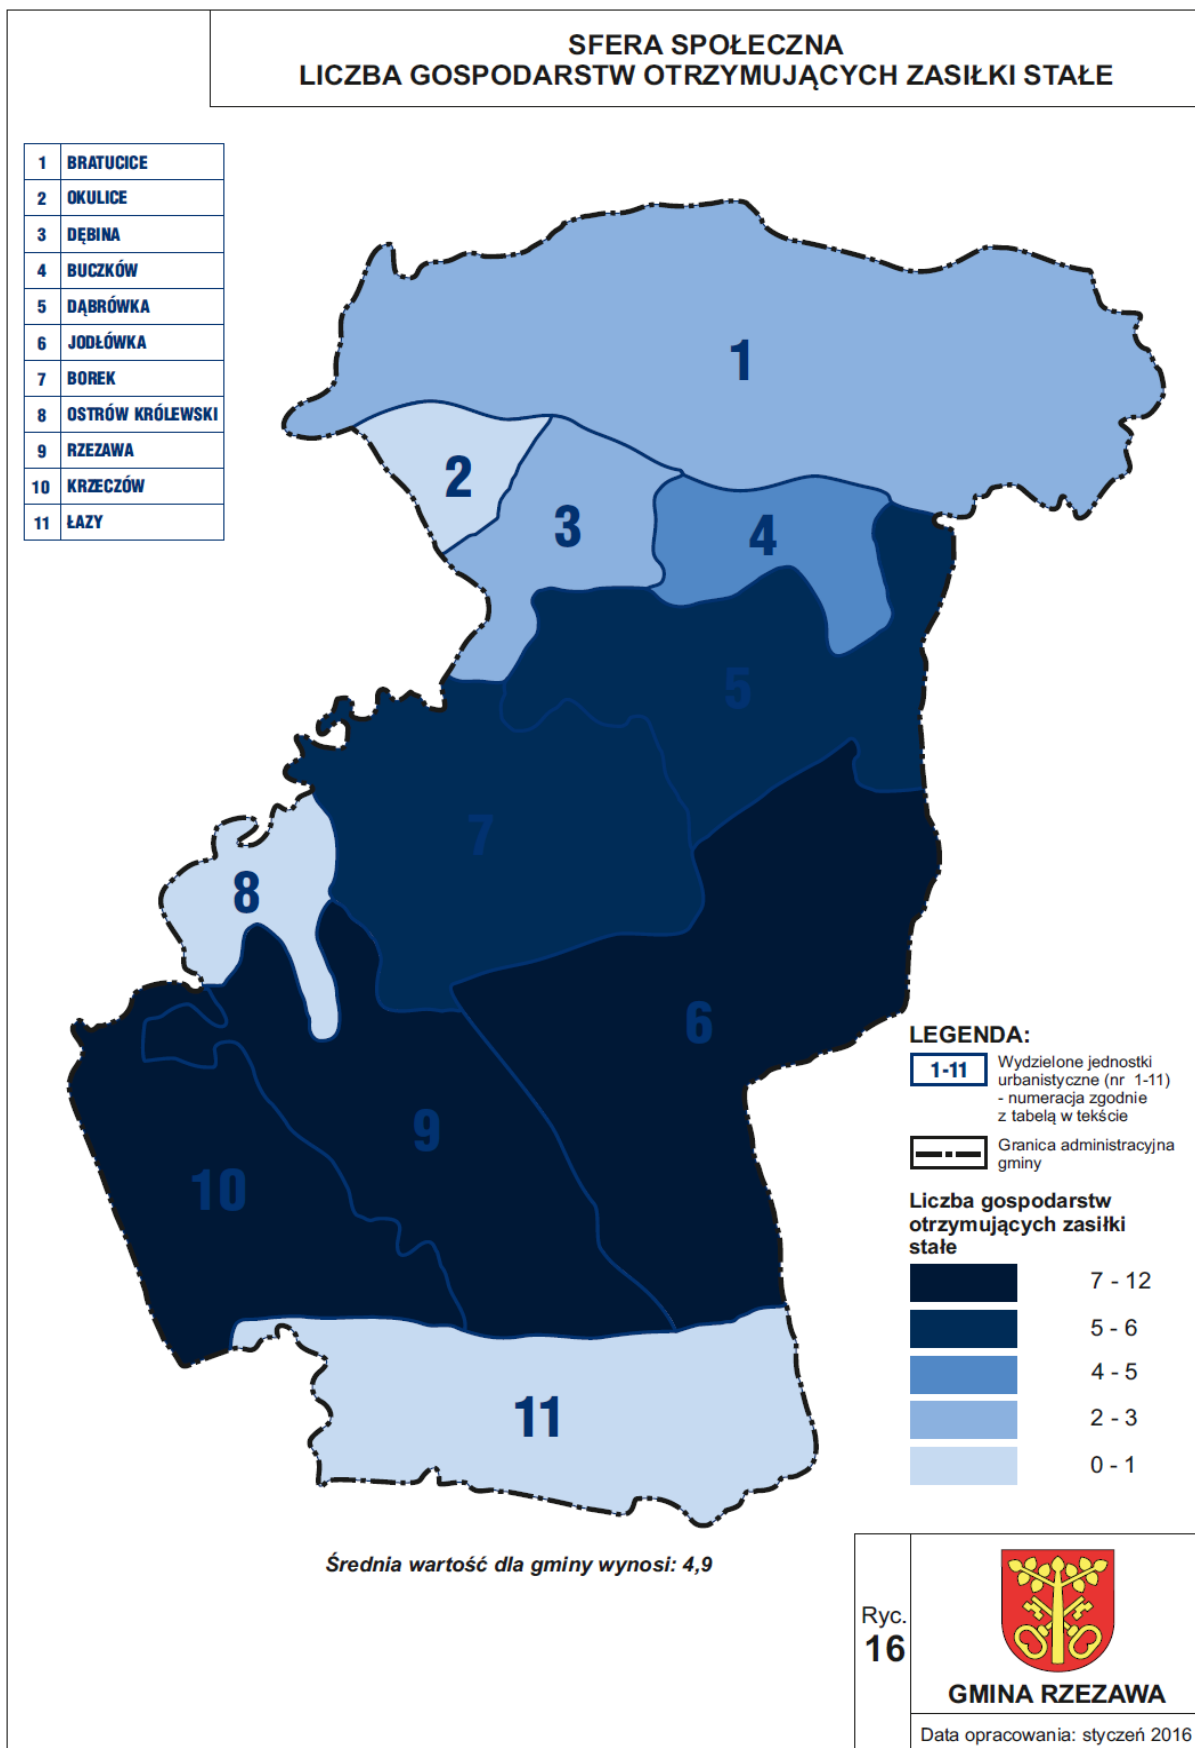 SFERA SPOŁECZNA
LICZBA GOSPODARSTW OTRZYMUJĄCYCH ZASIŁKI STAŁE
1 BRATUCICE
2 OKULICE
3 DĘBINA
4 BUCZKÓW
5 DĄBRÓWKA
6 JODŁÓWKA
7 BOREK
8 OSTRÓW KRÓLEWSKI
9 RZEZAWA
10 KRZECZÓW
11 ŁAZY
1
2
3
4
5
7
8
6
9
10
11
LEGENDA:
1-11 Wydzielone jednostki
urbanistyczne (nr 1-11)
- numeracja zgodnie
z tabelą w tekście
Granica administracyjna
gminy
Liczba gospodarstw
otrzymujących zasiłki
stałe
7 - 12
5 - 6
4 - 5
2 - 3
0 - 1
Średnia wartość dla gminy wynosi: 4,9
Ryc.
16
GMINA RZEZAWA
Data opracowania: styczeń 2016